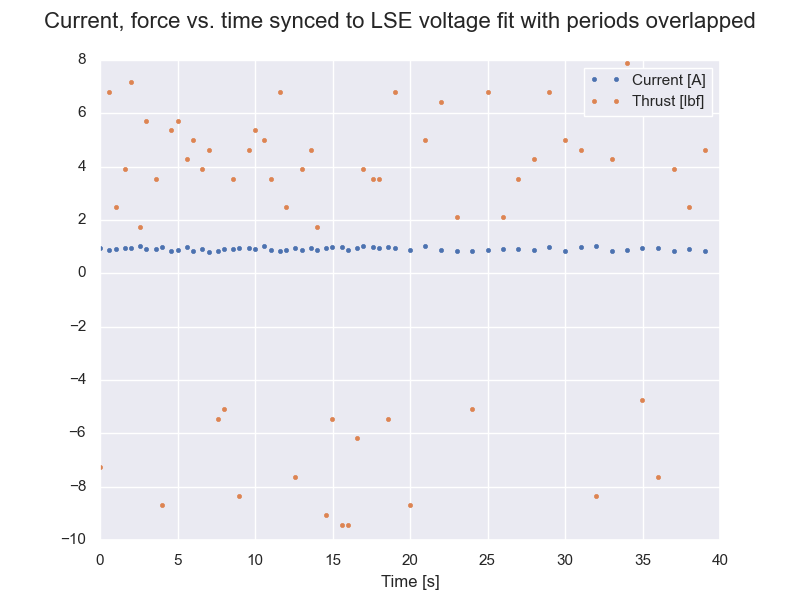 Current, force vs. time synced to LSE voltage fit with periods overlapped
Current [A]
Thrust [lbf]
8
6
4
2
0
−2
−4
−6
−8
−10
0 5 10 15 20 25 30 35 40
Time [s]